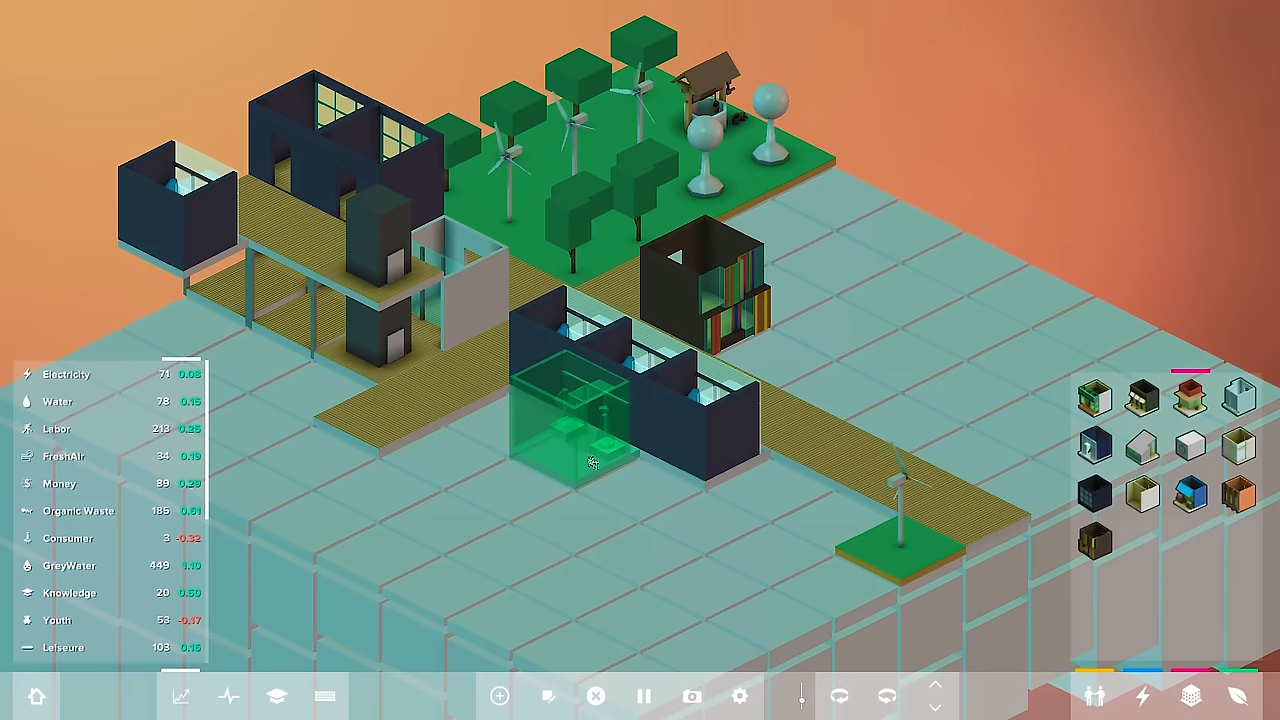 Electricity 71 0.08
Water 78 0.15
Labor 213 0.25
FreshAir 34 0.19
Money 89 0.29
Organic Waste 185 0.61
Consumer 3 -0.32
GreyWater 449 1.10
Knowledge 20 0.50
Youth 53 -0.17
Leiseure 103 0.15